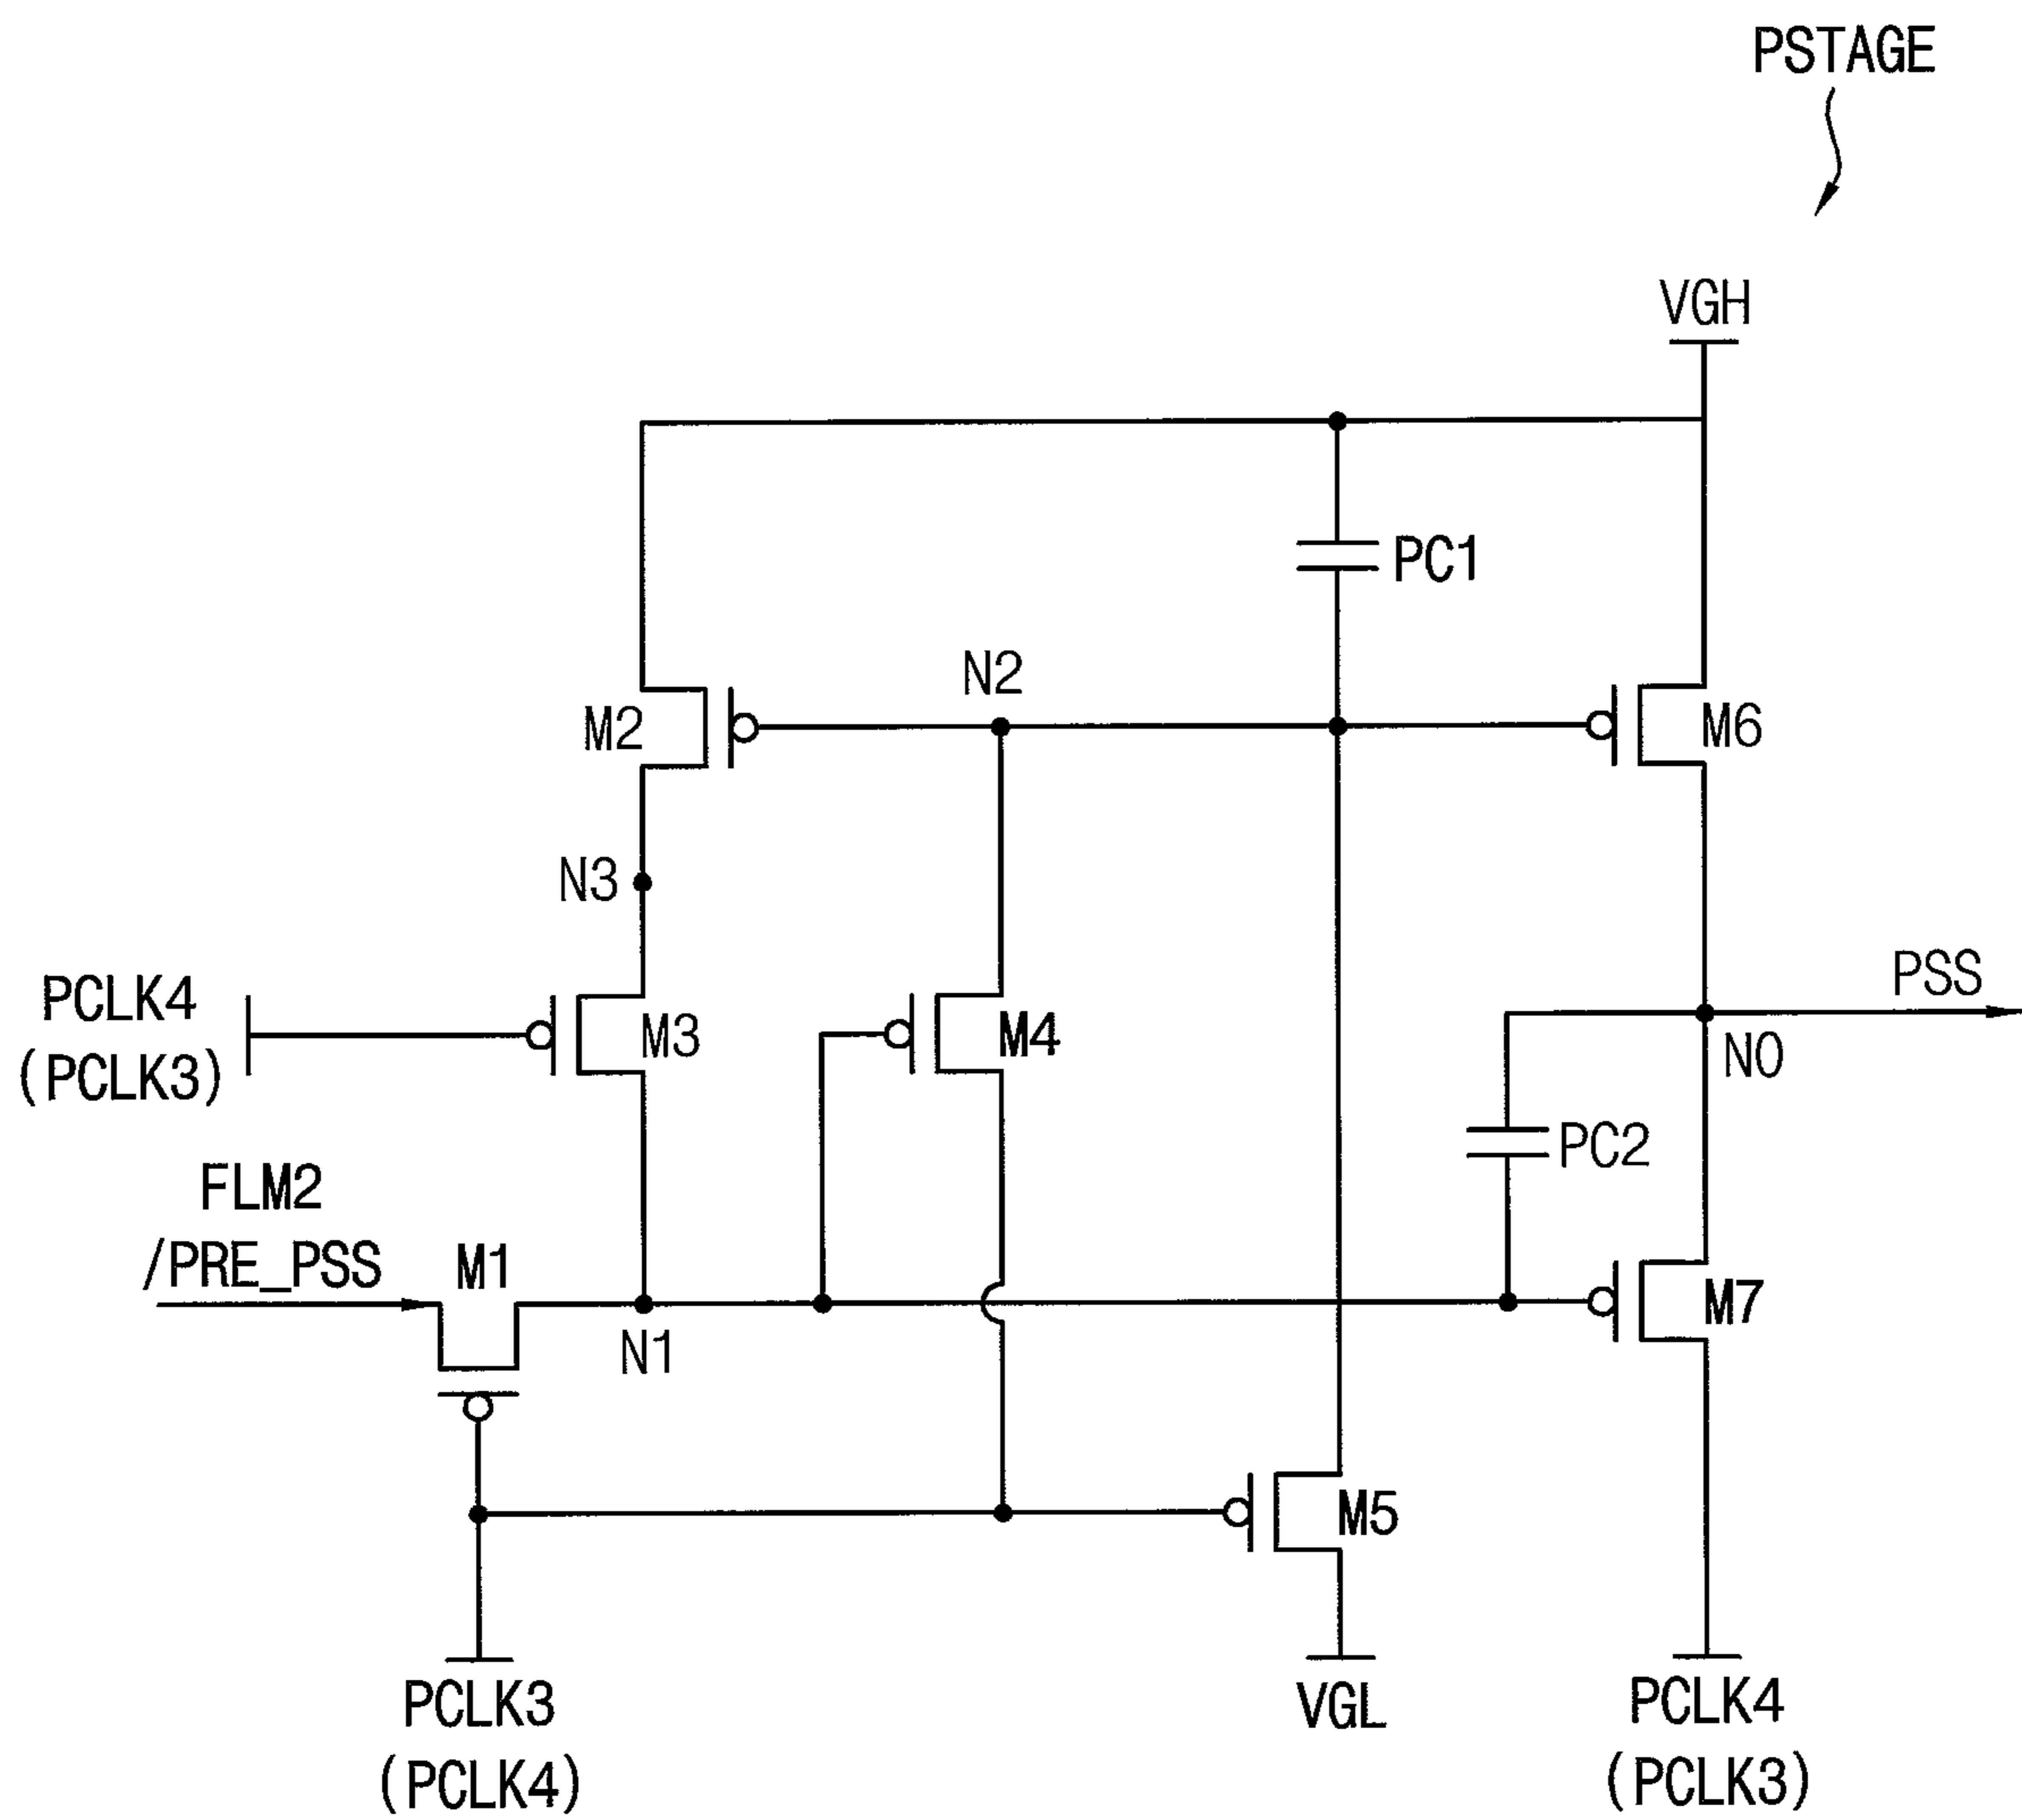 PSTAGE
VGH
PC1
N2
M2
M6
N3
PCLK4
(PCLK3)
M3
M4
PSS
NO
PC2
FLM2
/PRE_PSS
M1
N1
M7
M5
PCLK3
(PCLK4)
VGL
PCLK4
(PCLK3)